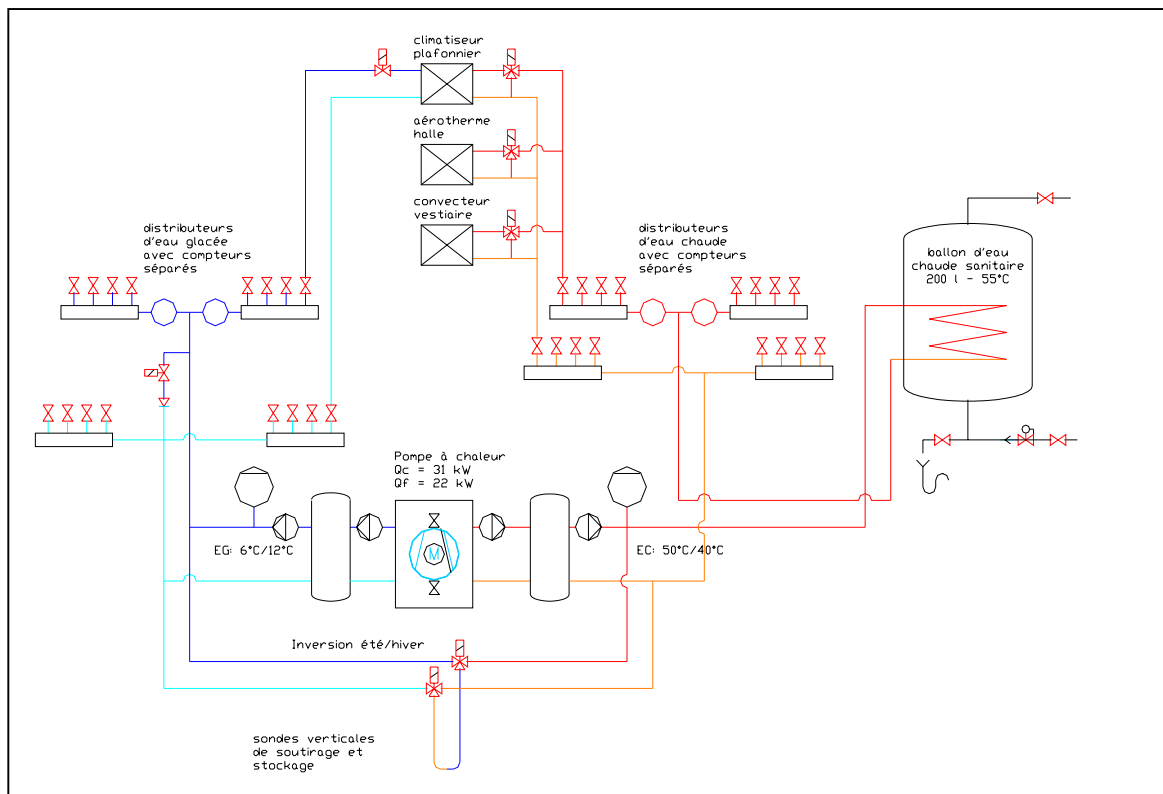 climatiseur
plafonnier
aérotherme
halle
convecteur
vestiaire
distributeurs
d'eau glacée
avec compteurs
séparés
distributeurs
d'eau chaude
avec compteurs
séparés
ballon d'eau
chaude sanitaire
200 l - 55°C
Pompe à chaleur
Qc = 31 kW
Qf = 22 kW
M
EG: 6°C/12°C
EC: 50°C/40°C
Inversion été/hiver
sondes verticales
de soutirage et
stockage